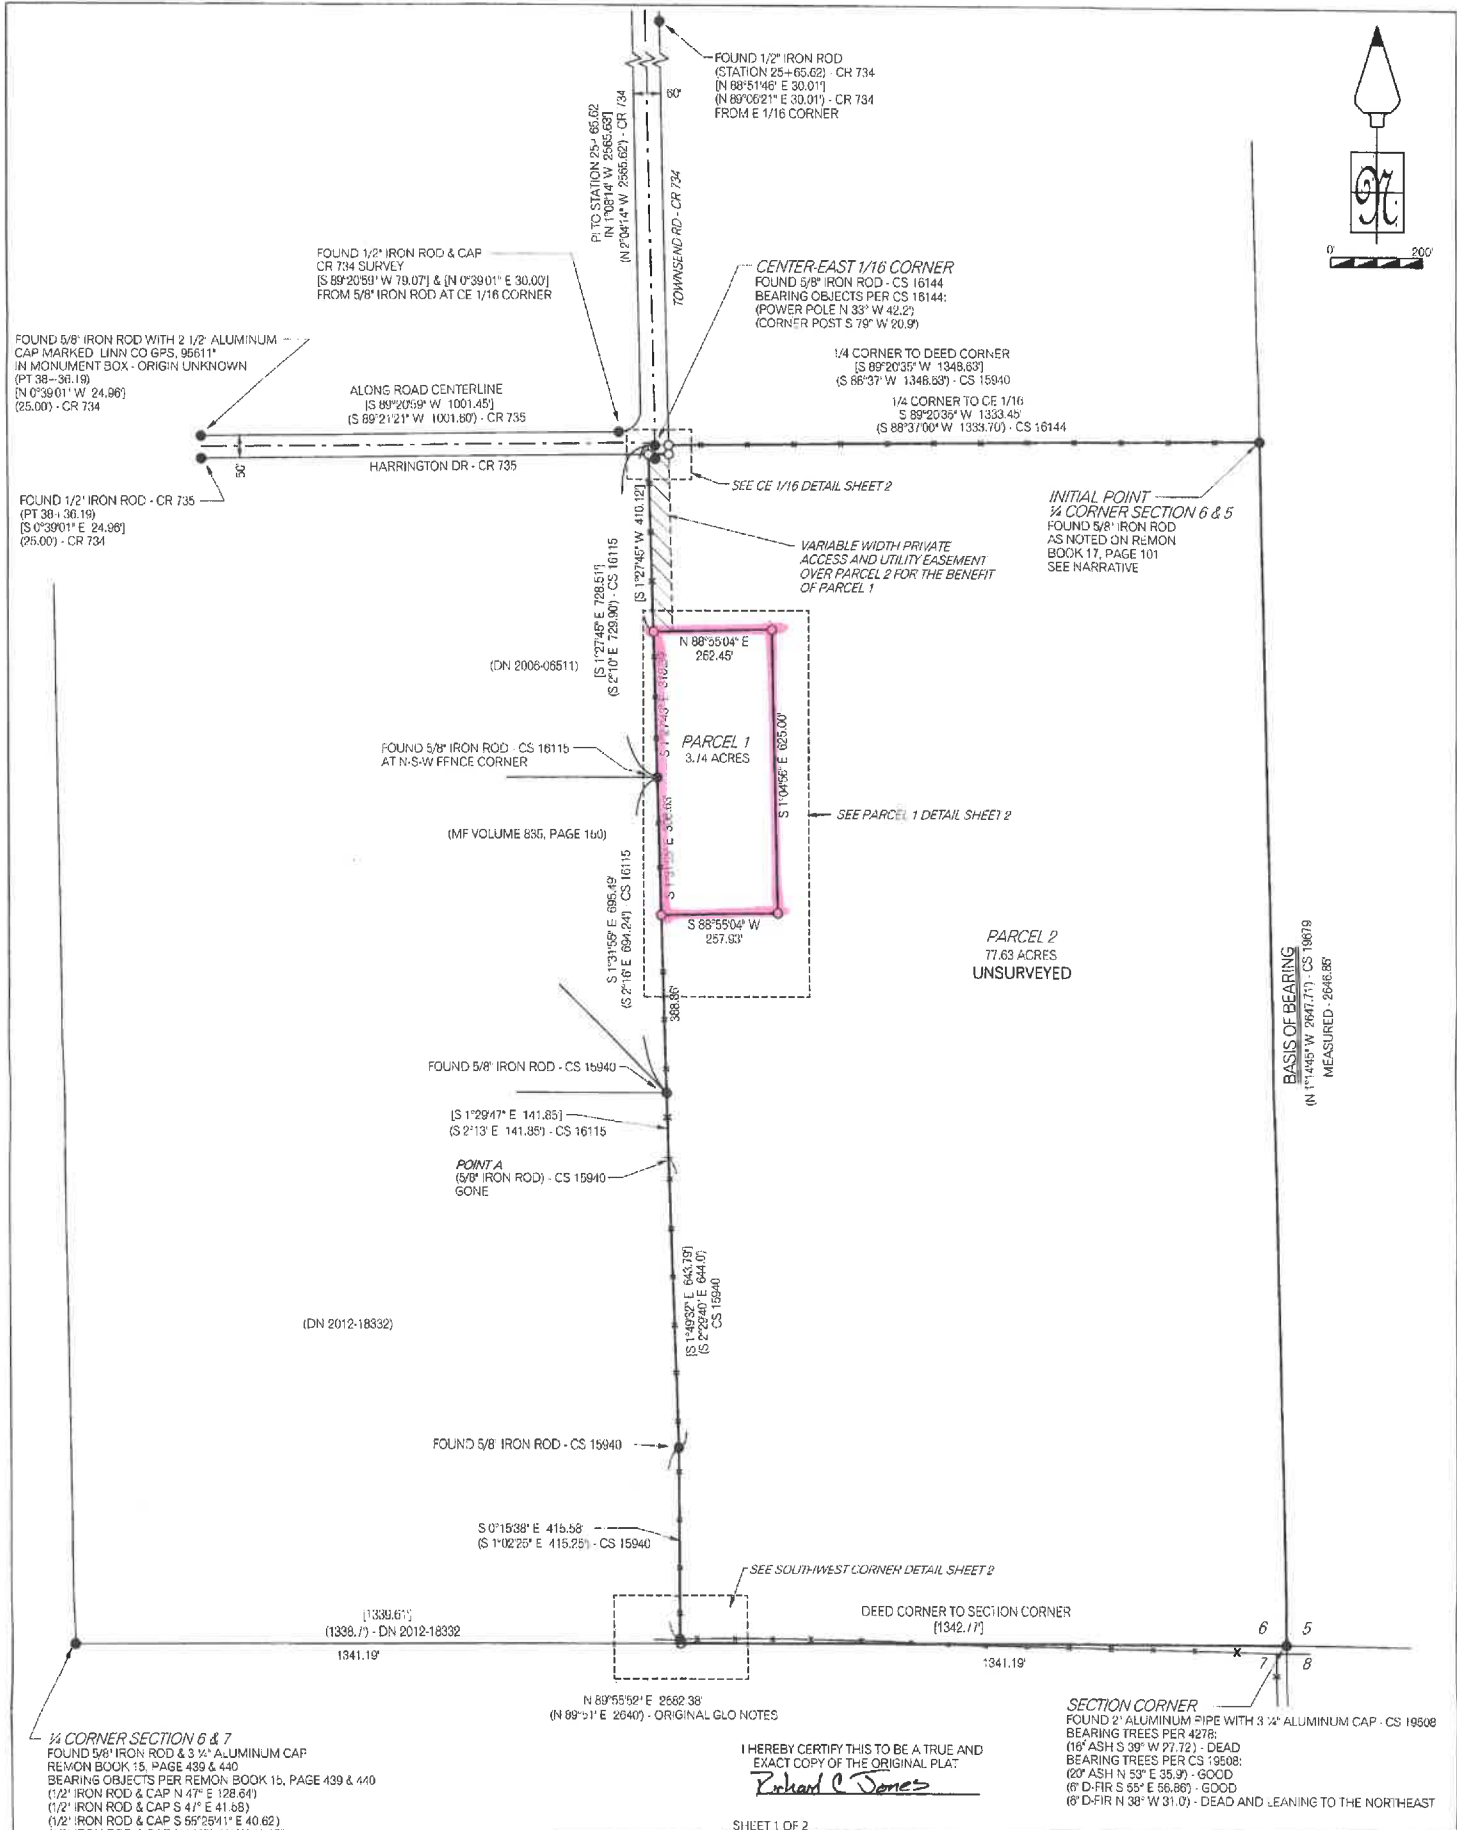 FOUND 1/2" IRON ROD
(STATION 25+65.62) - CR 734
[N 88°51'46" E 30.01']
(N 89°06'21" E 30.01') - CR 734
FROM E 1/16 CORNER
60'
PI TO STATION 25+65.62
[N 1°08'14" W 2565.63']
(N 2°04'14" W 2565.62') - CR 734
TOWNSEND RD - CR 734
0' 200'
FOUND 1/2" IRON ROD & CAP
CR 734 SURVEY
[S 89°20'59" W 79.07'] & [N 0°39'01" E 30.00']
FROM 5/8" IRON ROD AT CE 1/16 CORNER
CENTER-EAST 1/16 CORNER
FOUND 5/8" IRON ROD - CS 16144
BEARING OBJECTS PER CS 16144:
(POWER POLE N 33° W 42.2')
(CORNER POST S 79° W 20.9')
FOUND 5/8" IRON ROD WITH 2 1/2" ALUMINUM
CAP MARKED LINN CO GPS, 95611"
IN MONUMENT BOX - ORIGIN UNKNOWN
(PT 38+36.19)
[N 0°39'01" W 24.96']
(25.00') - CR 734
ALONG ROAD CENTERLINE
[S 89°20'59" W 1001.45']
(S 89°21'21" W 1001.60') - CR 735
1/4 CORNER TO DEED CORNER
[S 89°20'35" W 1348.63']
(S 88°37' W 1348.63') - CS 15940
1/4 CORNER TO CE 1/16
S 89°20'35" W 1333.45'
(S 88°37'00" W 1333.70') - CS 16144
50'
HARRINGTON DR - CR 735
SEE CE 1/16 DETAIL SHEET 2
FOUND 1/2" IRON ROD - CR 735
(PT 38+36.19)
[S 0°39'01" E 24.96']
(25.00') - CR 734
INITIAL POINT
1/4 CORNER SECTION 6 & 5
FOUND 5/8" IRON ROD
AS NOTED ON REMON
BOOK 17, PAGE 101
SEE NARRATIVE
[S 1°27'45" W 410.12']
VARIABLE WIDTH PRIVATE
ACCESS AND UTILITY EASEMENT
OVER PARCEL 2 FOR THE BENEFIT
OF PARCEL 1
[S 1°27'45" E 728.51']
(S 2°10' E 729.90') - CS 16115
N 88°55'04" E
262.45'
(DN 2006-06511)
PARCEL 1
3.74 ACRES
S 1°04'56" E 625.00'
FOUND 5/8" IRON ROD - CS 16115
AT N-S-W FENCE CORNER
SEE PARCEL 1 DETAIL SHEET 2
(MF VOLUME 835, PAGE 150)
S 1°31'55" E 695.49'
(S 2°16' E 694.24') - CS 16115
S 88°55'04" W
257.93'
PARCEL 2
77.63 ACRES
UNSURVEYED
388.86'
BASIS OF BEARING
(N 1°14'45" W 2647.71') - CS 19679
MEASURED - 2646.85'
FOUND 5/8" IRON ROD - CS 15940
[S 1°29'47" E 141.85]
(S 2°13' E 141.85') - CS 16115
POINT A
(5/8" IRON ROD) - CS 15940
GONE
[S 1°49'32" E 643.79']
(S 2°29'40" E 644.0')
CS 15940
(DN 2012-18332)
FOUND 5/8" IRON ROD - CS 15940
S 0°15'38" E 415.58'
(S 1°02'25" E 415.25') - CS 15940
SEE SOUTHWEST CORNER DETAIL SHEET 2
[1339.61']
(1338.7') - DN 2012-18332
1341.19'
DEED CORNER TO SECTION CORNER
[1342.77']
1341.19'
6 5
7 8
N 89°55'52" E 2682.38'
(N 89°51' E 2640') - ORIGINAL GLO NOTES
1/4 CORNER SECTION 6 & 7
FOUND 5/8" IRON ROD & 3 1/4" ALUMINUM CAP
REMON BOOK 15, PAGE 439 & 440
BEARING OBJECTS PER REMON BOOK 15, PAGE 439 & 440
(1/2" IRON ROD & CAP N 47° E 128.64')
(1/2" IRON ROD & CAP S 47° E 41.58)
(1/2" IRON ROD & CAP S 55°25'41" E 40.62)
SECTION CORNER
FOUND 2" ALUMINUM PIPE WITH 3 1/4" ALUMINUM CAP - CS 19508
BEARING TREES PER 4278:
(16" ASH S 39° W 27.72') - DEAD
BEARING TREES PER CS 19508:
(20" ASH N 53° E 35.9') - GOOD
(6" D-FIR S 55° E 56.86') - GOOD
(8" D-FIR N 38° W 31.0') - DEAD AND LEANING TO THE NORTHEAST
I HEREBY CERTIFY THIS TO BE A TRUE AND
EXACT COPY OF THE ORIGINAL PLAT
Richard C Jones
SHEET 1 OF 2